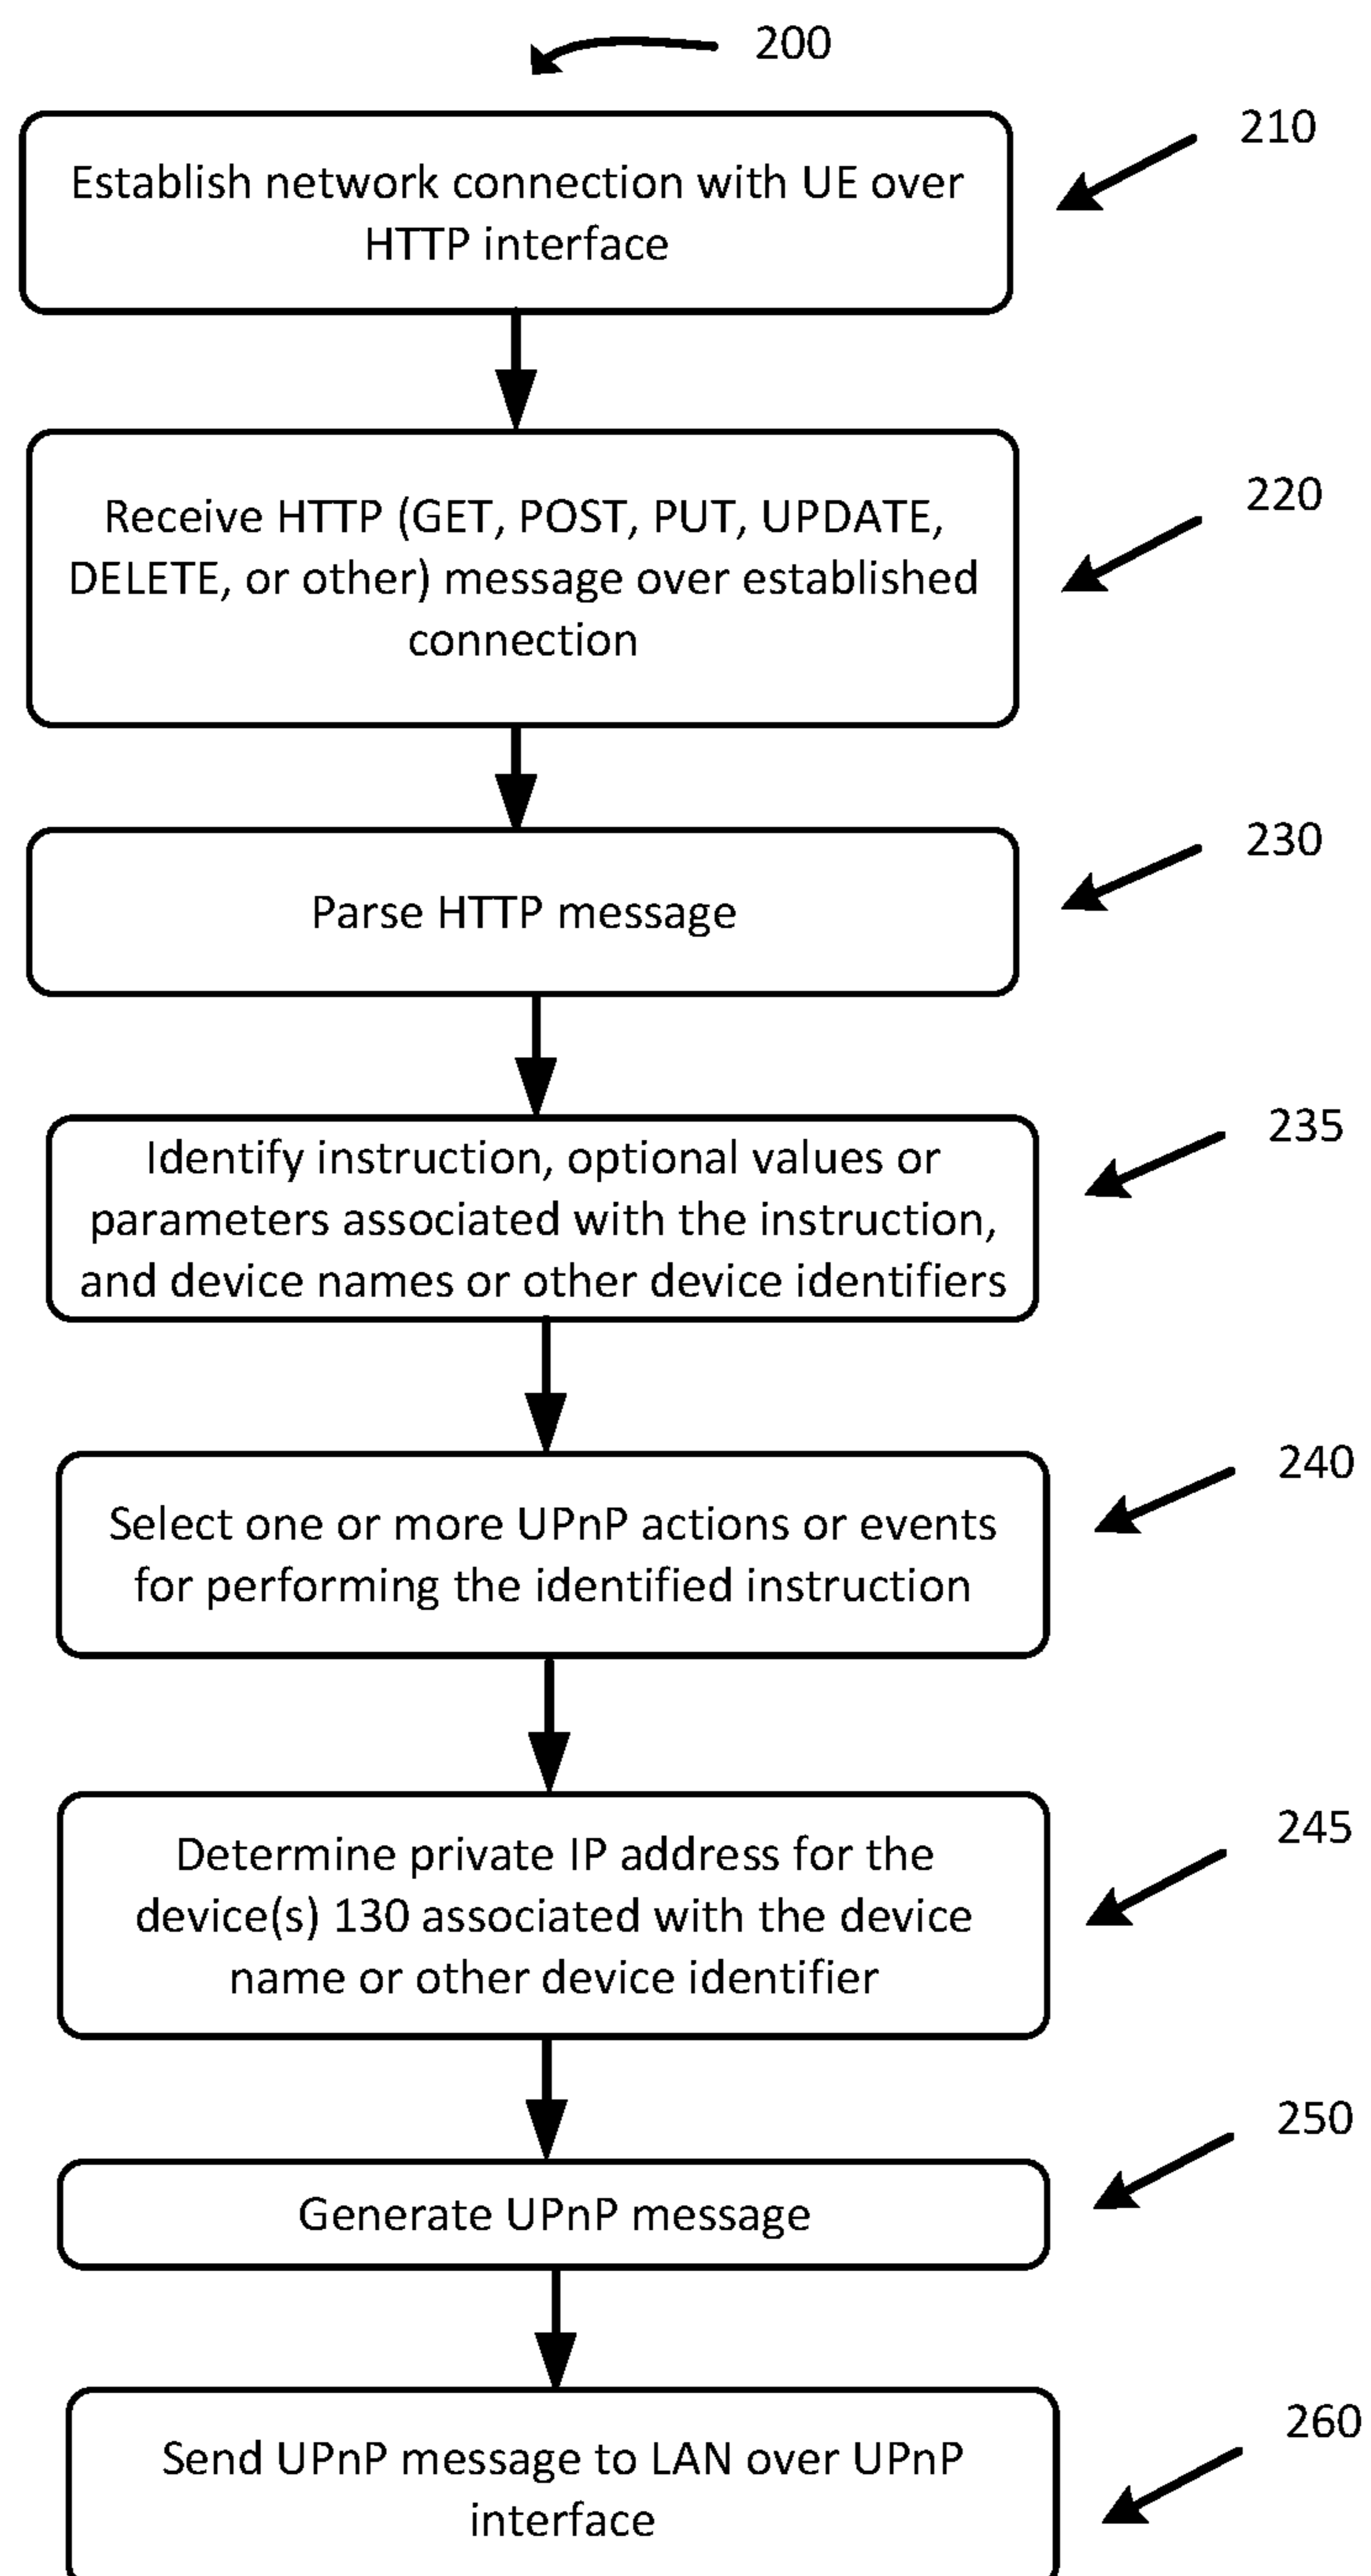 200
210
Establish network connection with UE over
HTTP interface
220
Receive HTTP (GET, POST, PUT, UPDATE,
DELETE, or other) message over established
connection
230
Parse HTTP message
235
Identify instruction, optional values or
parameters associated with the instruction,
and device names or other device identifiers
240
Select one or more UPnP actions or events
for performing the identified instruction
245
Determine private IP address for the
device(s) 130 associated with the device
name or other device identifier
250
Generate UPnP message
260
Send UPnP message to LAN over UPnP
interface